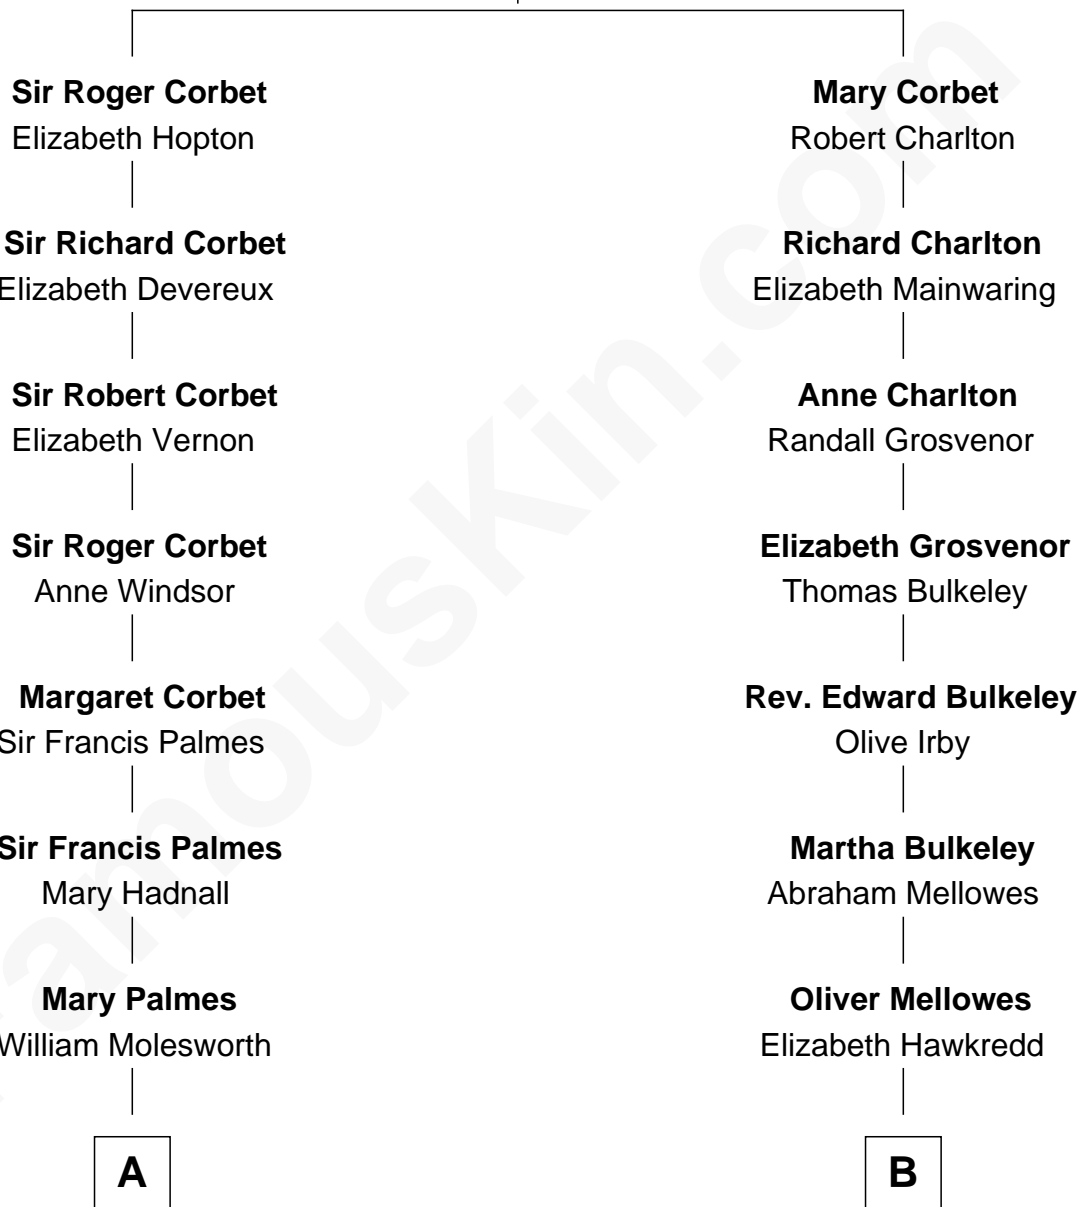 Sir Roger Corbet
Elizabeth Hopton
Mary Corbet
Robert Charlton
Sir Richard Corbet
Elizabeth Devereux
Richard Charlton
Elizabeth Mainwaring
Sir Robert Corbet
Elizabeth Vernon
Anne Charlton
Randall Grosvenor
Sir Roger Corbet
Anne Windsor
Elizabeth Grosvenor
Thomas Bulkeley
Margaret Corbet
Sir Francis Palmes
Rev. Edward Bulkeley
Olive Irby
Sir Francis Palmes
Mary Hadnall
Martha Bulkeley
Abraham Mellowes
Mary Palmes
William Molesworth
Oliver Mellowes
Elizabeth Hawkredd
A
B
FamousKin.com